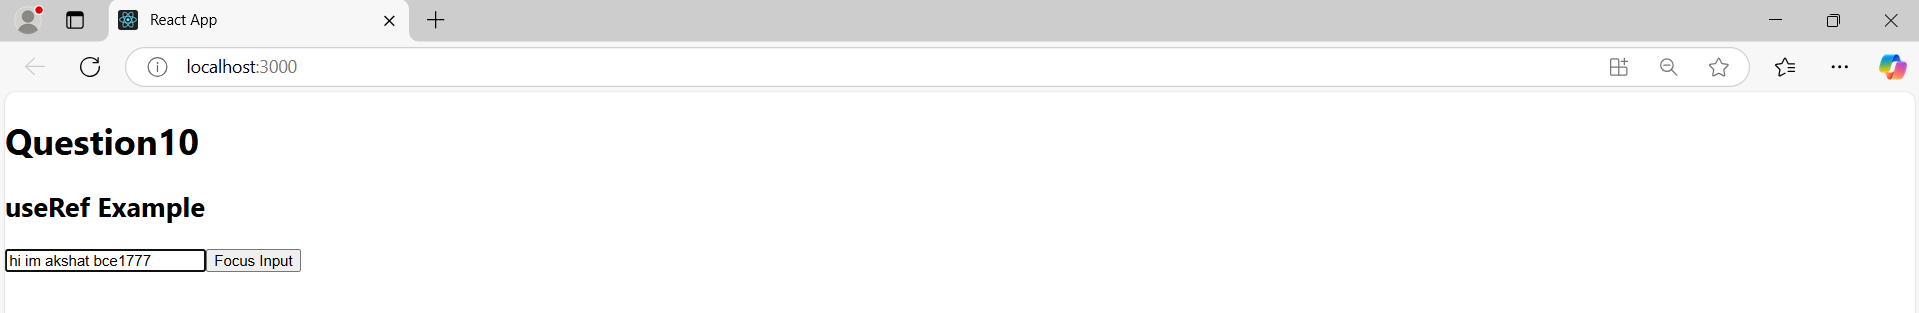 React App
localhost:3000
Question10
useRef Example
hi im akshat bce1777 Focus Input